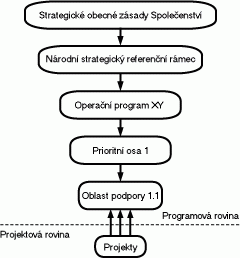 Strategické obecné zásady Společenství
Národní strategický referenční rámec
Operační program XY
Prioritní osa 1
Oblast podpory 1.1
Programová rovina
Projektová rovina
Projekty